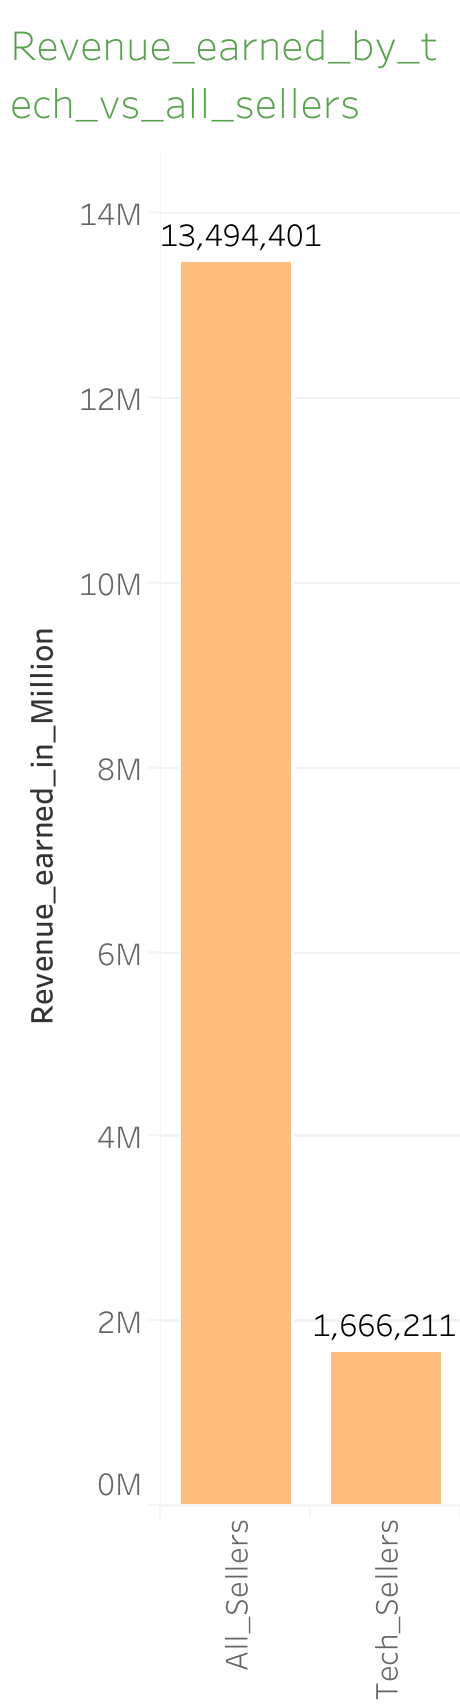 Revenue_earned_by_t
ech_vs_all_sellers
14M
13,494,401
12M
10M
8M
Revenue_earned_in_Million
6M
4M
2M
1,666,211
0M
All_Sellers
Tech_Sellers